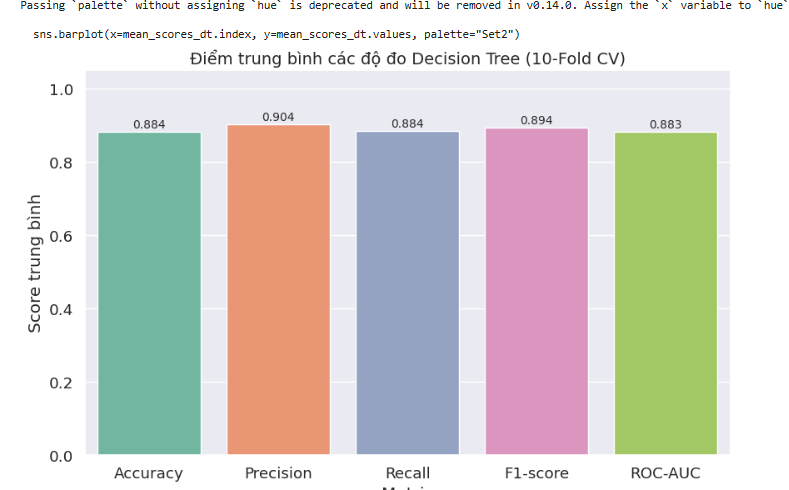 Passing `palette` without assigning `hue` is deprecated and will be removed in v0.14.0. Assign the `x` variable to `hue`
sns.barplot(x=mean_scores_dt.index, y=mean_scores_dt.values, palette="Set2")
Điểm trung bình các độ đo Decision Tree (10-Fold CV)
1.0
0.8
0.6
0.4
0.2
0.0
Score trung bình
0.884
0.904
0.884
0.894
0.883
Accuracy
Precision
Recall
F1-score
ROC-AUC